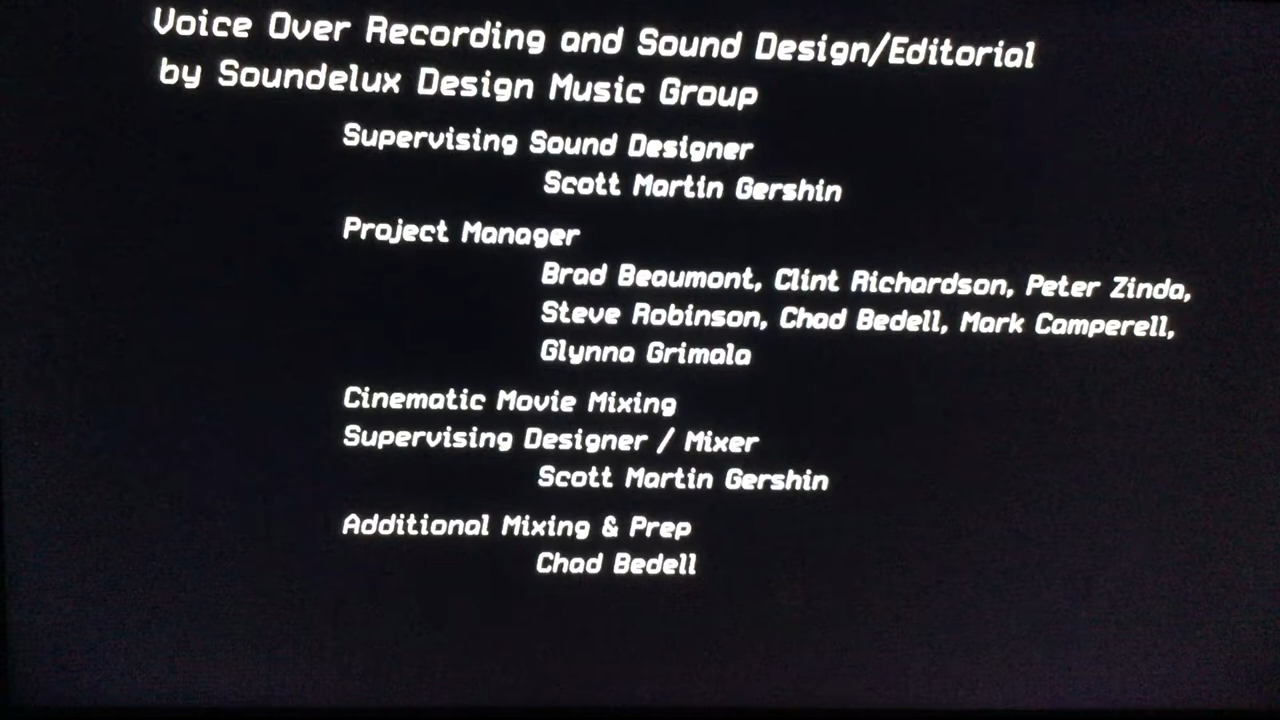 Voice Over Recording and Sound Design/Editorial
by Soundelux Design Music Group
Supervising Sound Designer
Scott Martin Gershin
Project Manager
Brad Beaumont, Clint Richardson, Peter Zinda,
Steve Robinson, Chad Bedell, Mark Camperell,
Glynna Grimala
Cinematic Movie Mixing
Supervising Designer / Mixer
Scott Martin Gershin
Additional Mixing & Prep
Chad Bedell